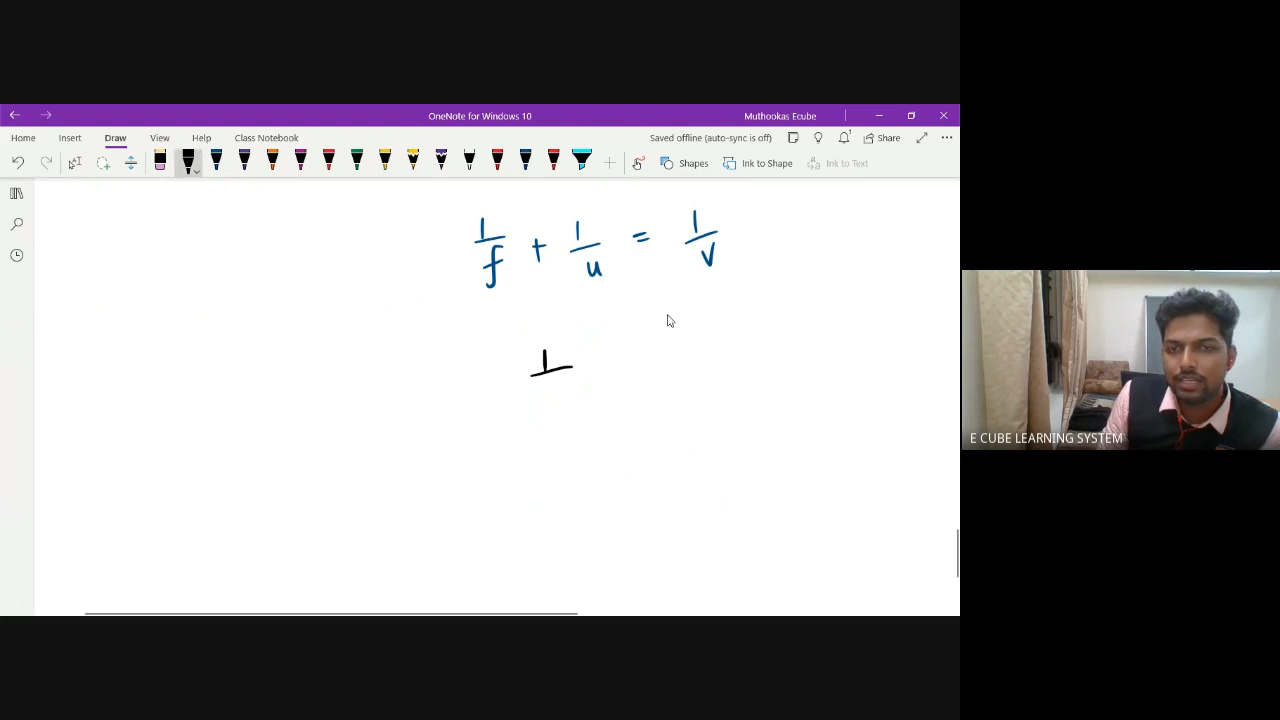 OneNote for Windows 10
Muthookas Ecube
Home Insert Draw View Help Class Notebook
Saved offline (auto-sync is off)
Share
Shapes
Ink to Shape
Ink to Text
1/f + 1/u = 1/v
1
E CUBE LEARNING SYSTEM